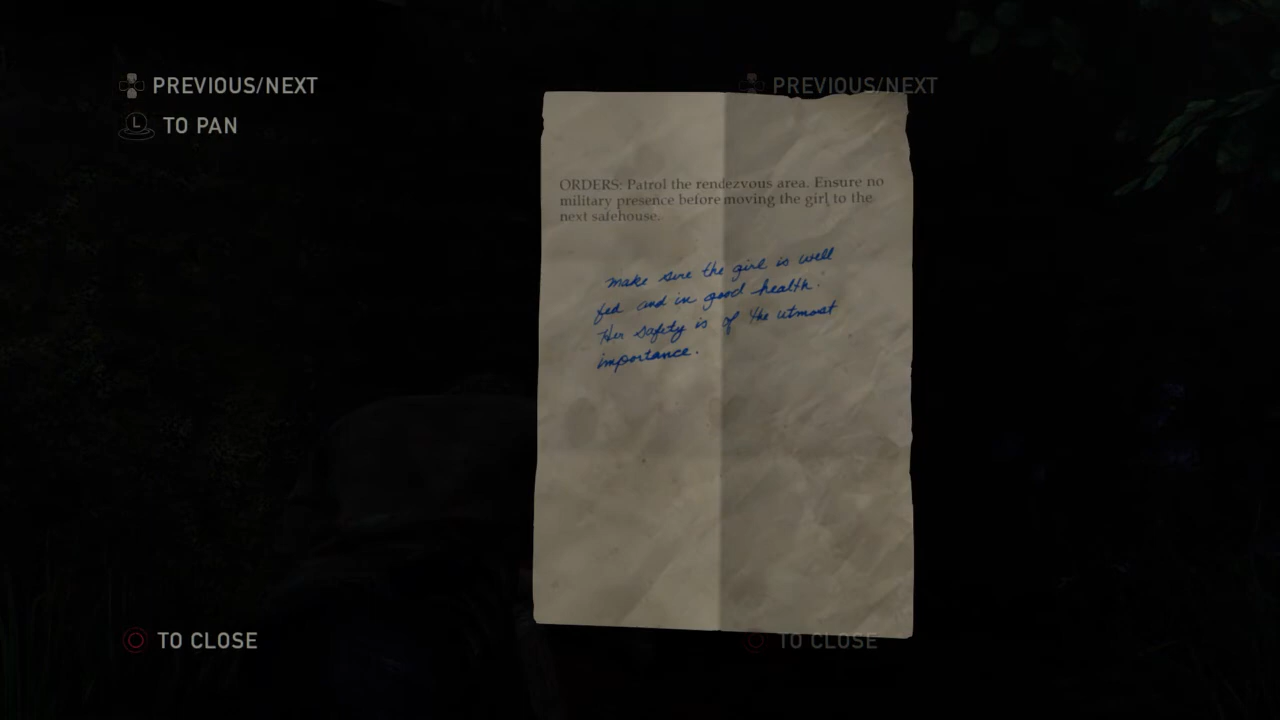 PREVIOUS/NEXT
L TO PAN
PREVIOUS/NEXT
ORDERS: Patrol the rendezvous area. Ensure no
military presence before moving the girl to the
next safehouse.
make sure the girl is well
fed and in good health.
Her safety is of the utmost
importance.
TO CLOSE
TO CLOSE